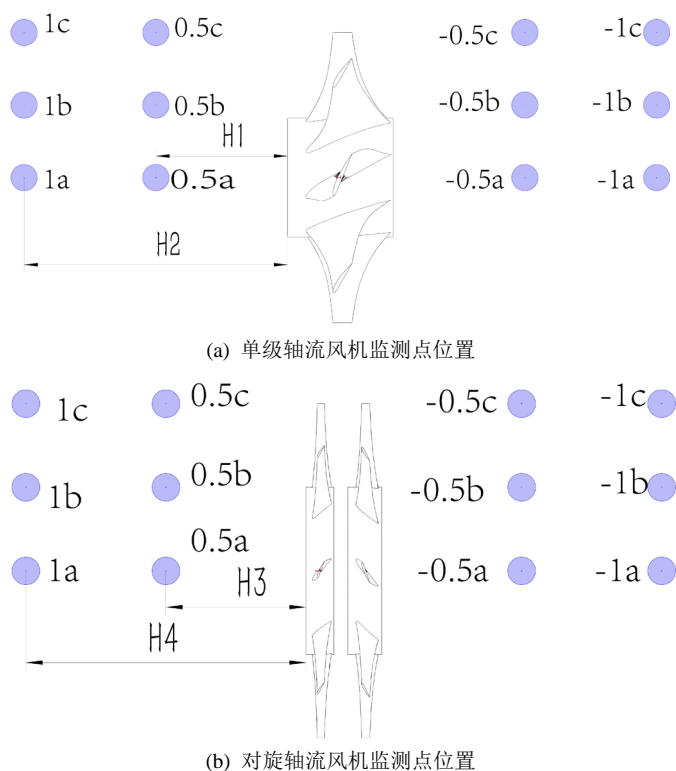 1c 0.5c -0.5c -1c
1b 0.5b -0.5b -1b
H1
1a 0.5a -0.5a -1a
H2
(a) 单级轴流风机监测点位置
1c 0.5c -0.5c -1c
1b 0.5b -0.5b -1b
0.5a
1a -0.5a -1a
H3
H4
(b) 对旋轴流风机监测点位置